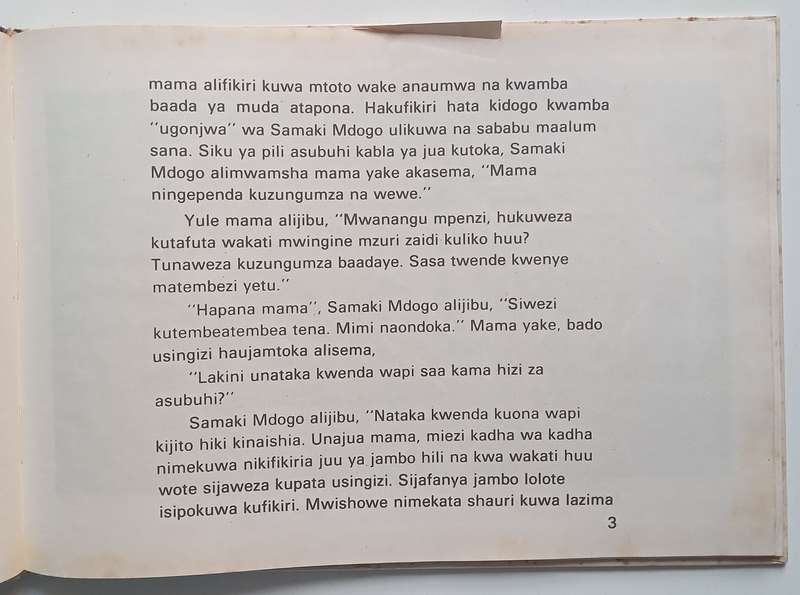 mama alifikiri kuwa mtoto wake anaumwa na kwamba
baada ya muda atapona. Hakufikiri hata kidogo kwamba
"ugonjwa" wa Samaki Mdogo ulikuwa na sababu maalum
sana. Siku ya pili asubuhi kabla ya jua kutoka, Samaki
Mdogo alimwamsha mama yake akasema, "Mama
ningependa kuzungumza na wewe."
Yule mama alijibu, "Mwanangu mpenzi, hukuweza
kutafuta wakati mwingine mzuri zaidi kuliko huu?
Tunaweza kuzungumza baadaye. Sasa twende kwenye
matembezi yetu."
"Hapana mama", Samaki Mdogo alijibu, "Siwezi
kutembeatembea tena. Mimi naondoka." Mama yake, bado
usingizi haujamtoka alisema,
"Lakini unataka kwenda wapi saa kama hizi za
asubuhi?"
Samaki Mdogo alijibu, "Nataka kwenda kuona wapi
kijito hiki kinaishia. Unajua mama, miezi kadha wa kadha
nimekuwa nikifikiria juu ya jambo hili na kwa wakati huu
wote sijaweza kupata usingizi. Sijafanya jambo lolote
isipokuwa kufikiri. Mwishowe nimekata shauri kuwa lazima
3